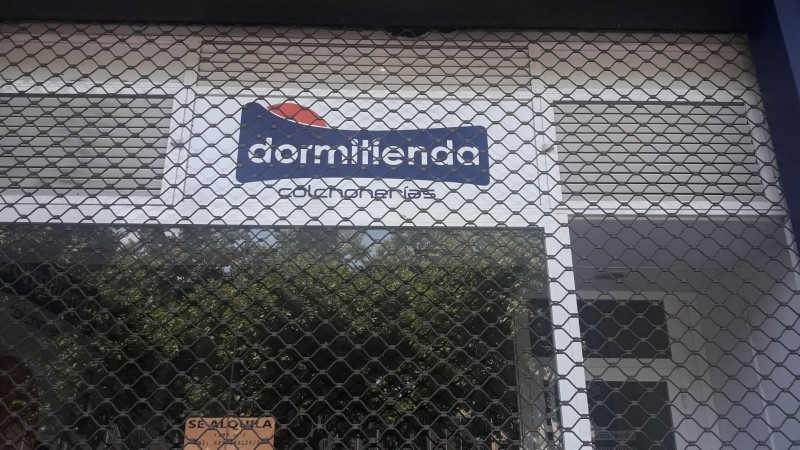 dormitienda
colchonerías
SE ALQUILA